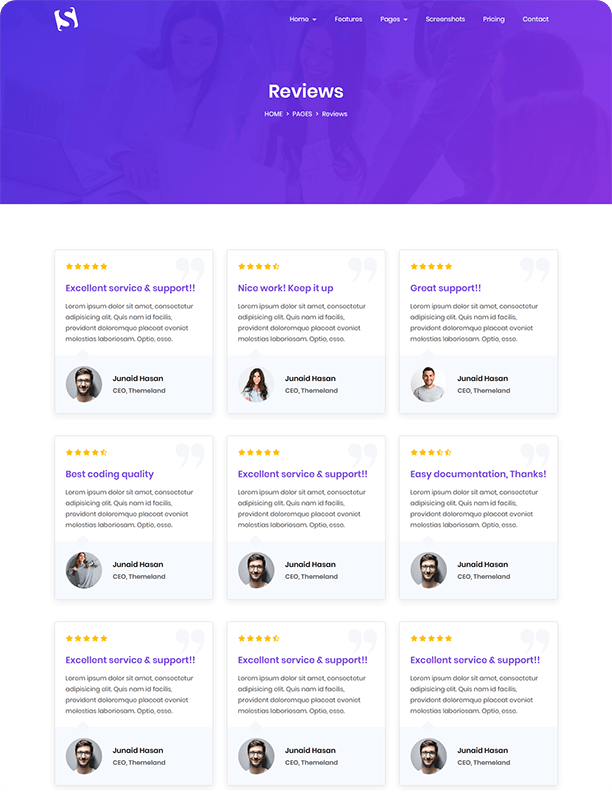 S
Home Features Pages Screenshots Pricing Contact
Reviews
HOME > PAGES > Reviews
Excellent service & support!!
Lorem ipsum dolor sit amet, consectetur
adipisicing elit. Quis nam id facilis,
provident doloremque placeat eveniet
molestias laboriosam. Optio, esse.
Junaid Hasan
CEO, Themeland
Nice work! Keep it up
Lorem ipsum dolor sit amet, consectetur
adipisicing elit. Quis nam id facilis,
provident doloremque placeat eveniet
molestias laboriosam. Optio, esse.
Junaid Hasan
CEO, Themeland
Great support!!
Lorem ipsum dolor sit amet, consectetur
adipisicing elit. Quis nam id facilis,
provident doloremque placeat eveniet
molestias laboriosam. Optio, esse.
Junaid Hasan
CEO, Themeland
Best coding quality
Lorem ipsum dolor sit amet, consectetur
adipisicing elit. Quis nam id facilis,
provident doloremque placeat eveniet
molestias laboriosam. Optio, esse.
Junaid Hasan
CEO, Themeland
Excellent service & support!!
Lorem ipsum dolor sit amet, consectetur
adipisicing elit. Quis nam id facilis,
provident doloremque placeat eveniet
molestias laboriosam. Optio, esse.
Junaid Hasan
CEO, Themeland
Easy documentation, Thanks!
Lorem ipsum dolor sit amet, consectetur
adipisicing elit. Quis nam id facilis,
provident doloremque placeat eveniet
molestias laboriosam. Optio, esse.
Junaid Hasan
CEO, Themeland
Excellent service & support!!
Lorem ipsum dolor sit amet, consectetur
adipisicing elit. Quis nam id facilis,
provident doloremque placeat eveniet
molestias laboriosam. Optio, esse.
Junaid Hasan
CEO, Themeland
Excellent service & support!!
Lorem ipsum dolor sit amet, consectetur
adipisicing elit. Quis nam id facilis,
provident doloremque placeat eveniet
molestias laboriosam. Optio, esse.
Junaid Hasan
CEO, Themeland
Excellent service & support!!
Lorem ipsum dolor sit amet, consectetur
adipisicing elit. Quis nam id facilis,
provident doloremque placeat eveniet
molestias laboriosam. Optio, esse.
Junaid Hasan
CEO, Themeland